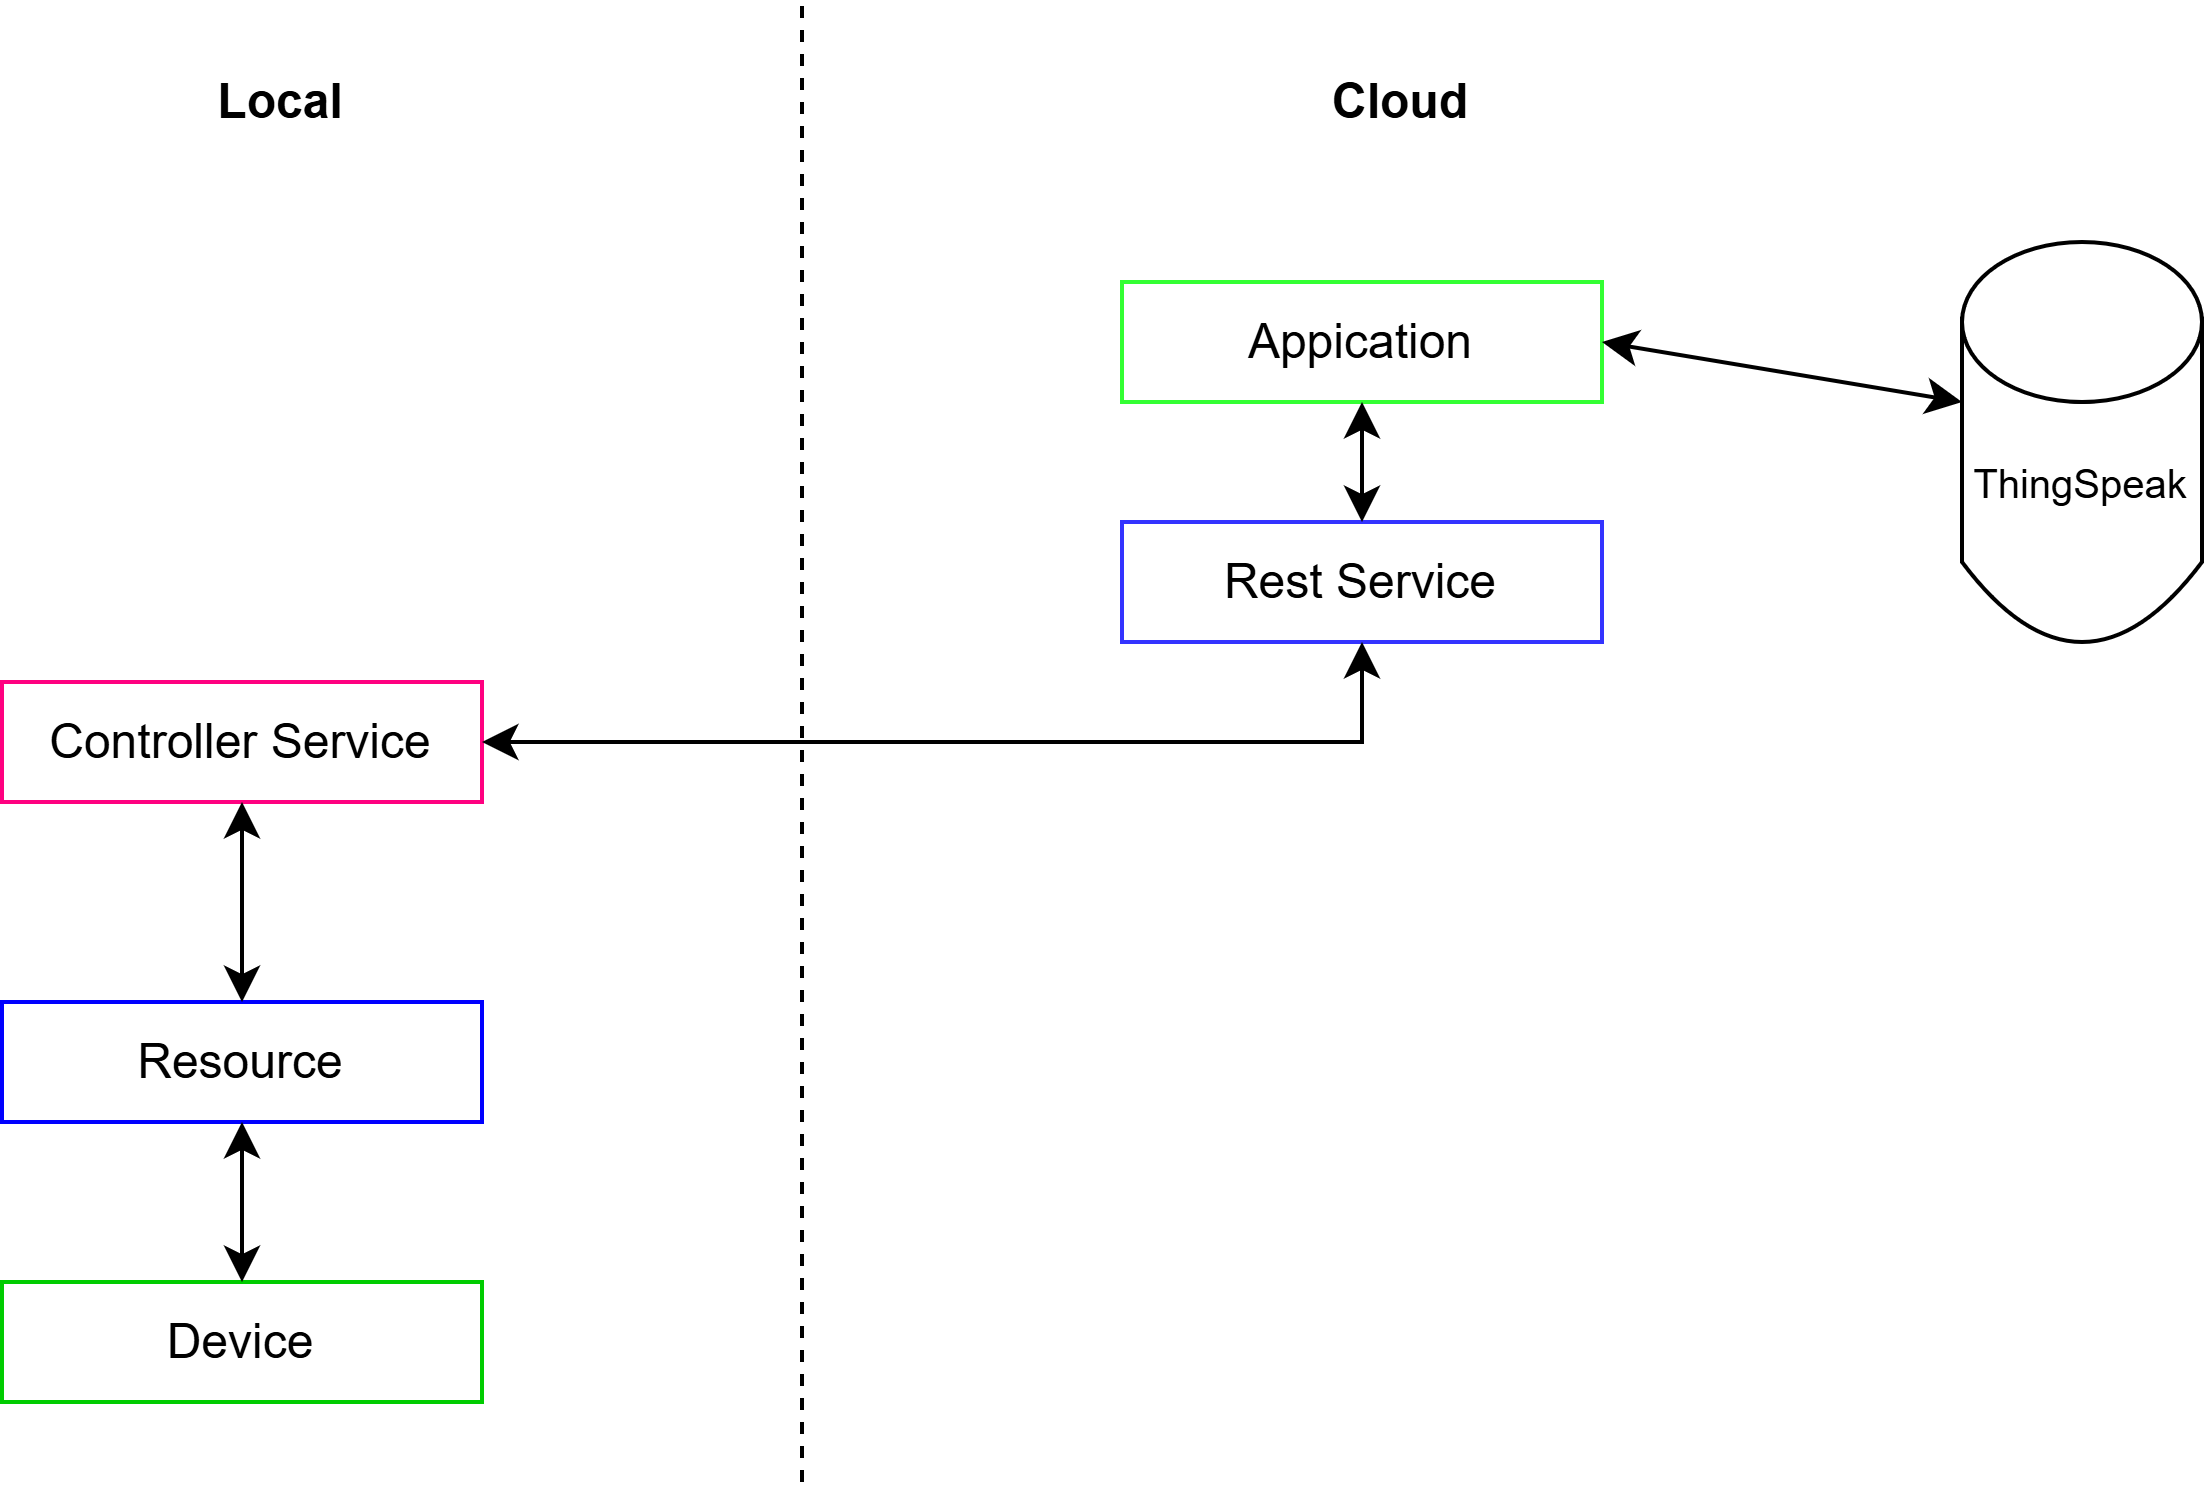 Local
Cloud
Appication
ThingSpeak
Rest Service
Controller Service
Resource
Device